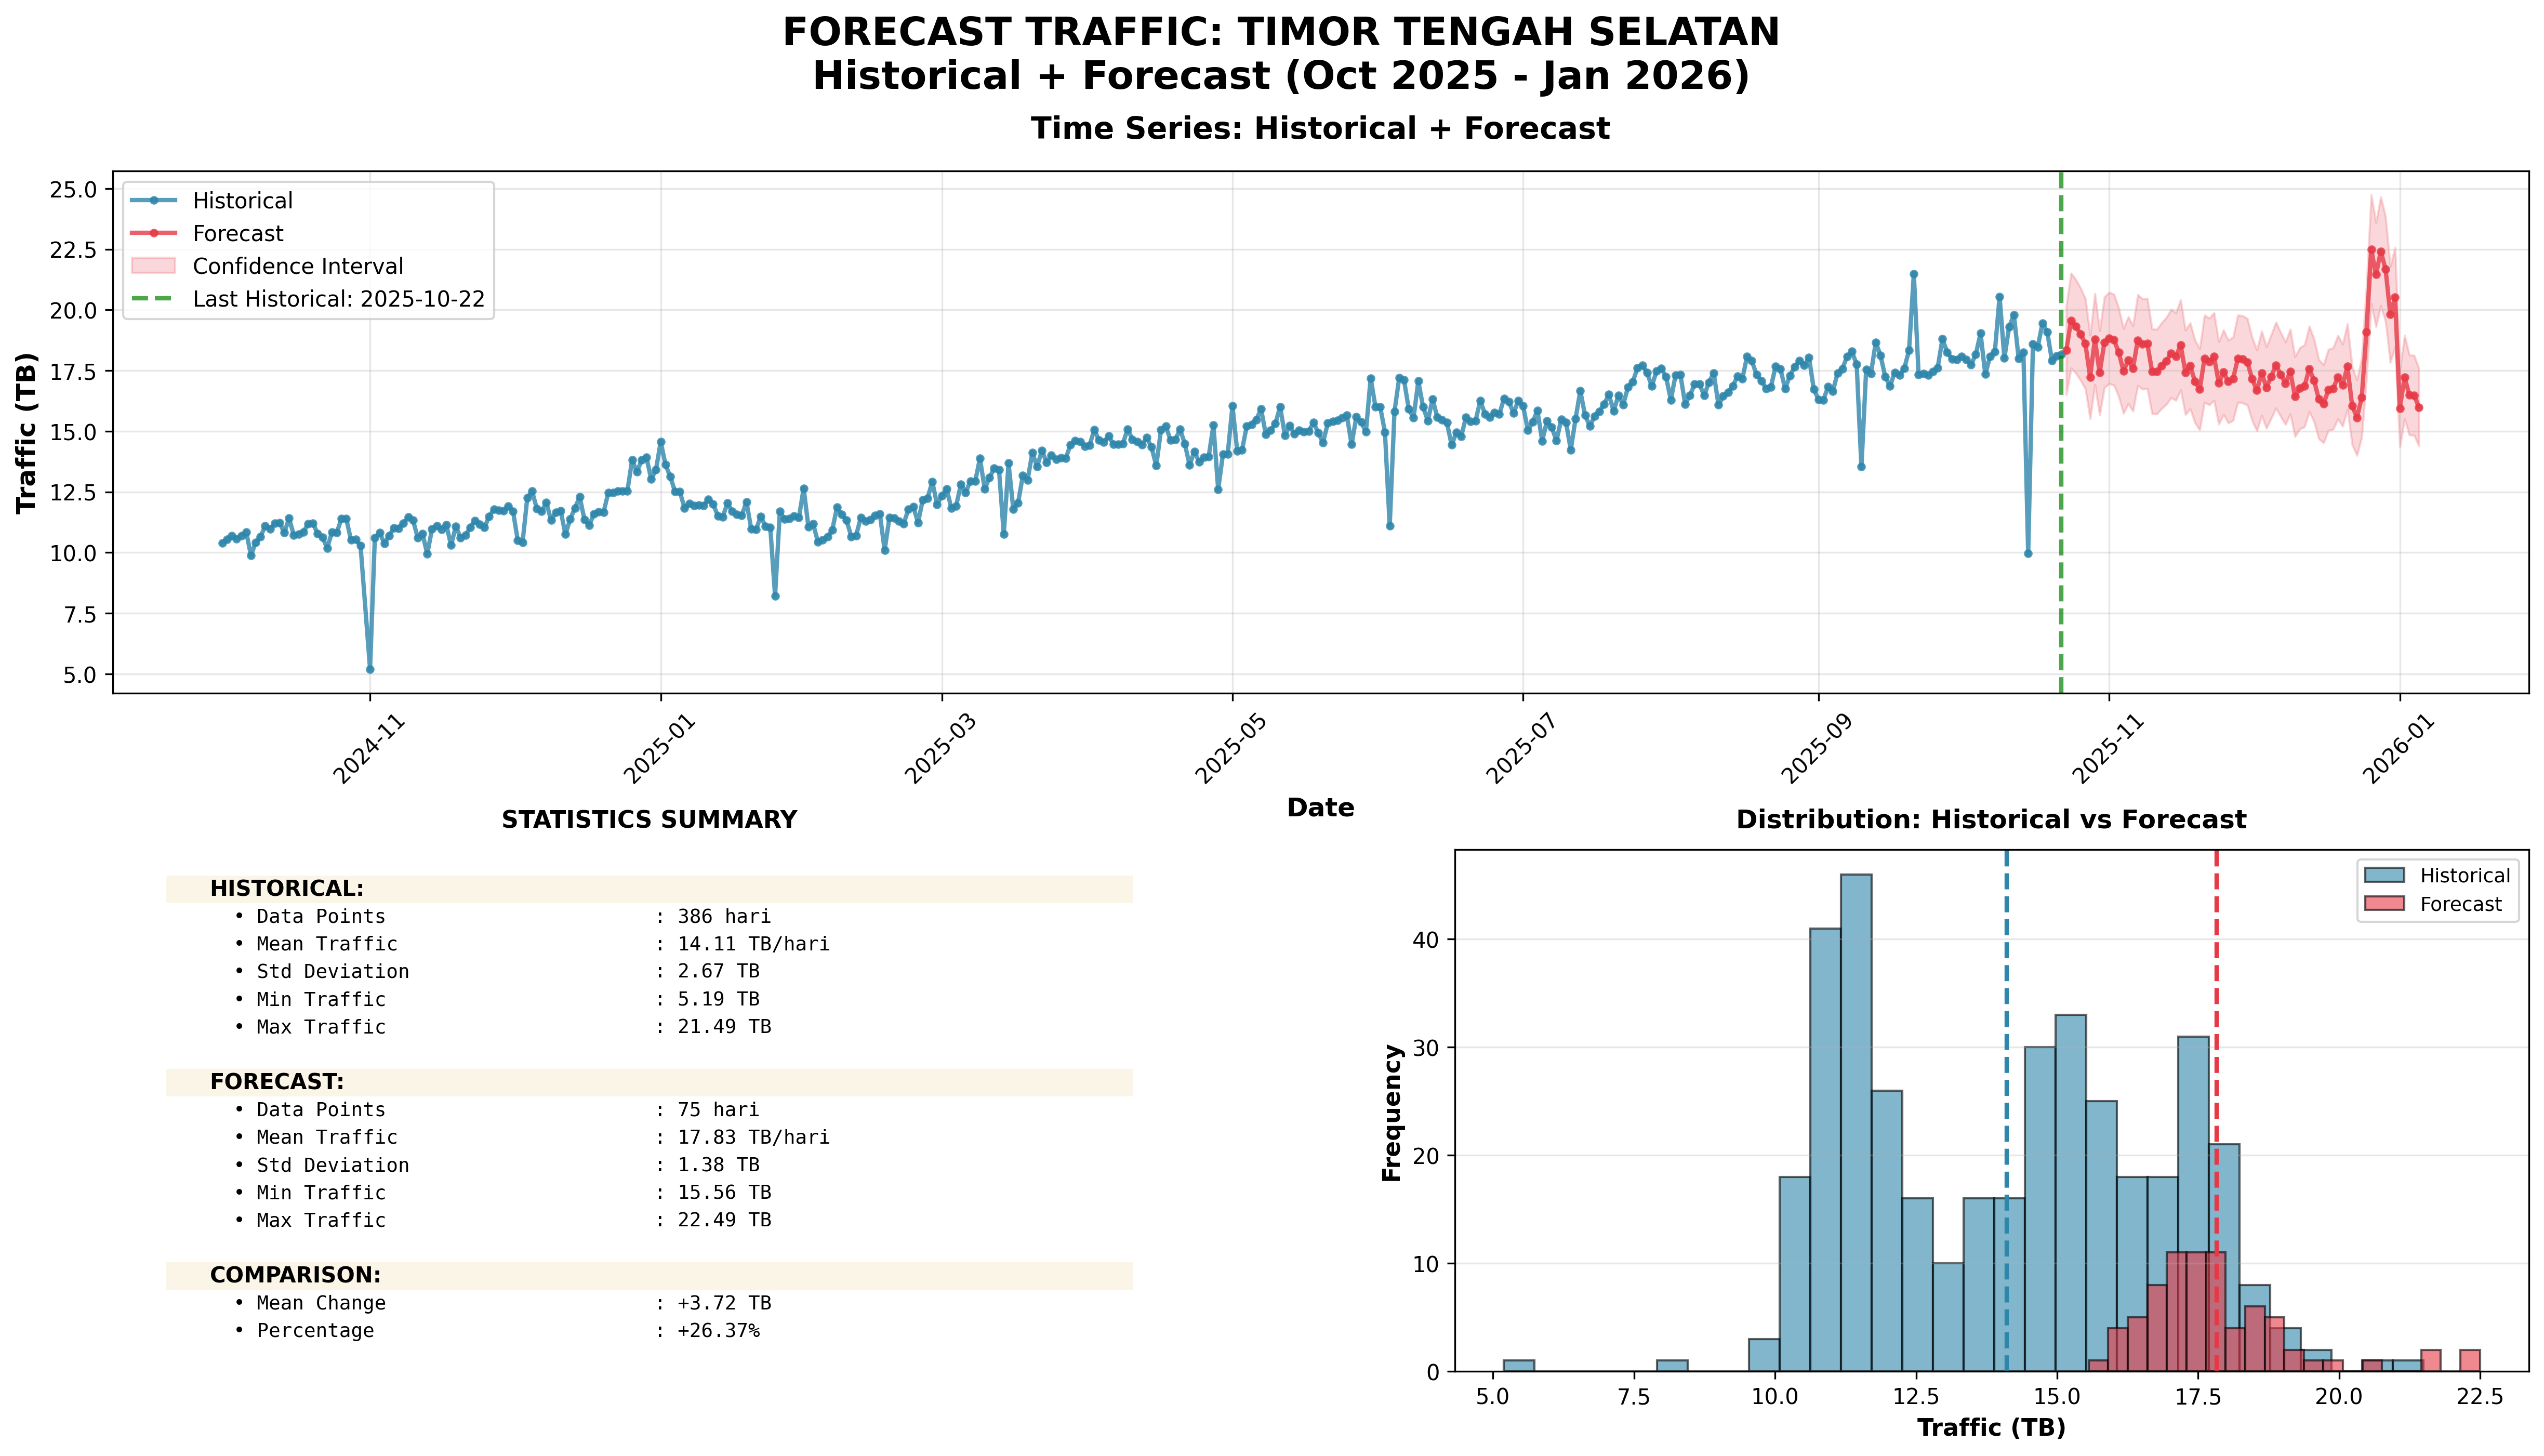 FORECAST TRAFFIC: TIMOR TENGAH SELATAN
Historical + Forecast (Oct 2025 - Jan 2026)
Time Series: Historical + Forecast
Traffic (TB)
25.0
22.5
20.0
17.5
15.0
12.5
10.0
7.5
5.0
Historical
Forecast
Confidence Interval
Last Historical: 2025-10-22
2024-11
2025-01
2025-03
2025-05
2025-07
2025-09
2025-11
2026-01
Date
STATISTICS SUMMARY
HISTORICAL:
• Data Points : 386 hari
• Mean Traffic : 14.11 TB/hari
• Std Deviation : 2.67 TB
• Min Traffic : 5.19 TB
• Max Traffic : 21.49 TB
FORECAST:
• Data Points : 75 hari
• Mean Traffic : 17.83 TB/hari
• Std Deviation : 1.38 TB
• Min Traffic : 15.56 TB
• Max Traffic : 22.49 TB
COMPARISON:
• Mean Change : +3.72 TB
• Percentage : +26.37%
Distribution: Historical vs Forecast
Frequency
40
30
20
10
0
Historical
Forecast
5.0
7.5
10.0
12.5
15.0
17.5
20.0
22.5
Traffic (TB)